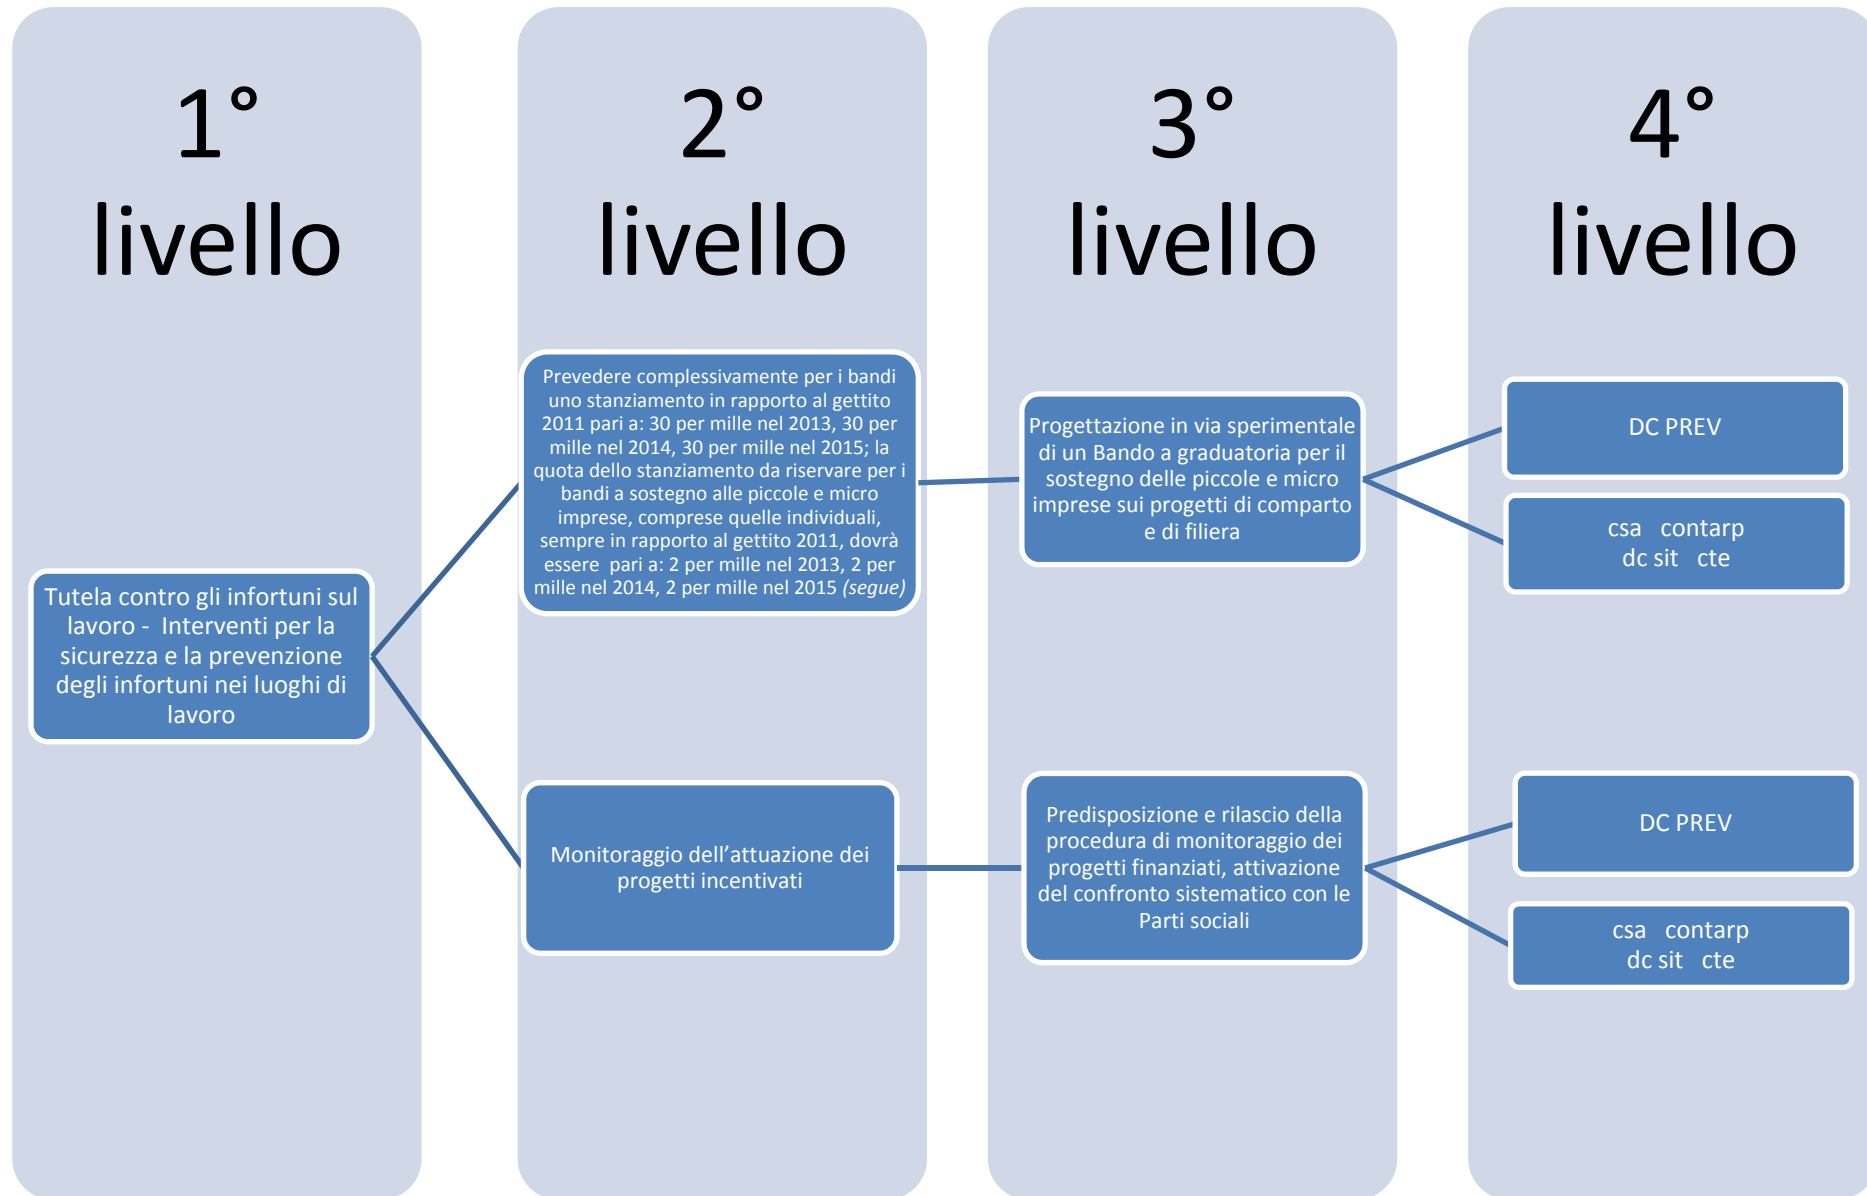 1°
livello
2°
livello
3°
livello
4°
livello
Tutela contro gli infortuni sul
lavoro - Interventi per la
sicurezza e la prevenzione
degli infortuni nei luoghi di
lavoro
Prevedere complessivamente per i bandi
uno stanziamento in rapporto al gettito
2011 pari a: 30 per mille nel 2013, 30 per
mille nel 2014, 30 per mille nel 2015; la
quota dello stanziamento da riservare per i
bandi a sostegno alle piccole e micro
imprese, comprese quelle individuali,
sempre in rapporto al gettito 2011, dovrà
essere pari a: 2 per mille nel 2013, 2 per
mille nel 2014, 2 per mille nel 2015 (segue)
Progettazione in via sperimentale
di un Bando a graduatoria per il
sostegno delle piccole e micro
imprese sui progetti di comparto
e di filiera
DC PREV
csa contarp
dc sit cte
Monitoraggio dell’attuazione dei
progetti incentivati
Predisposizione e rilascio della
procedura di monitoraggio dei
progetti finanziati, attivazione
del confronto sistematico con le
Parti sociali
DC PREV
csa contarp
dc sit cte